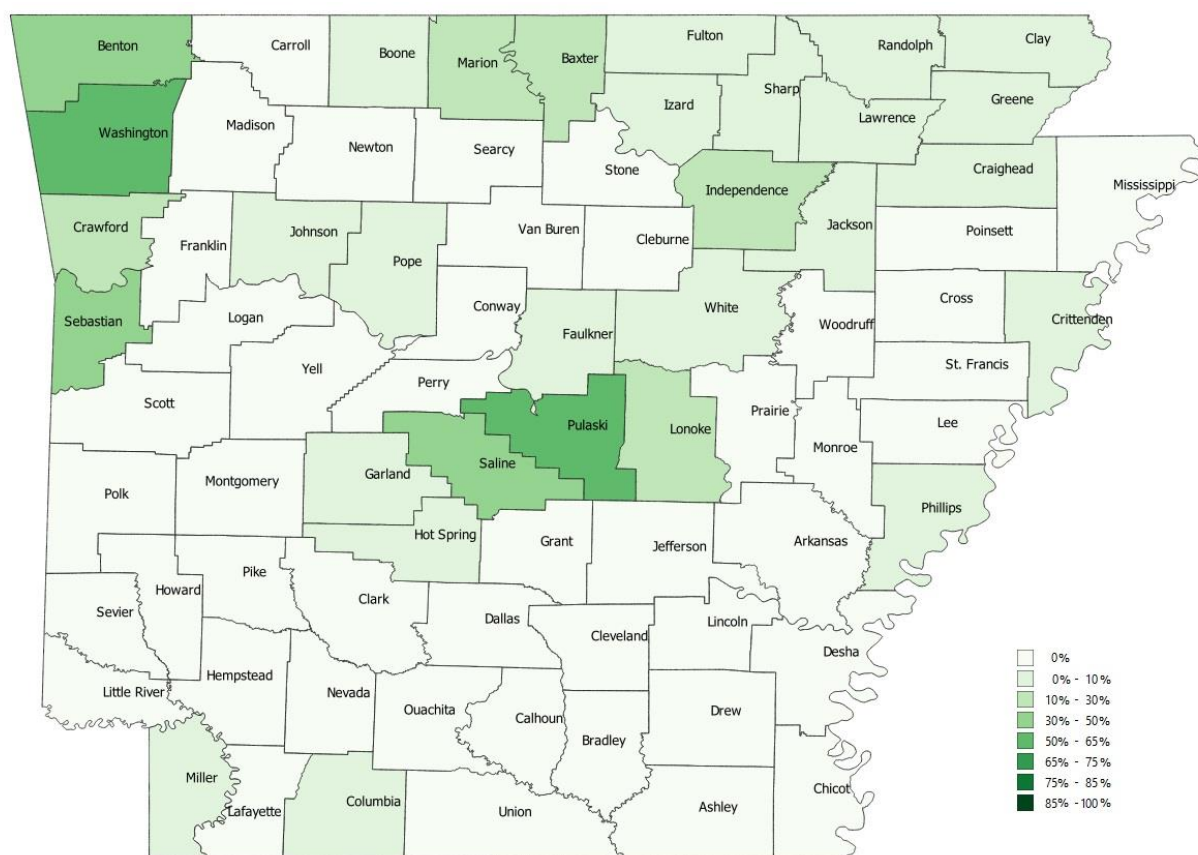 Benton
Carroll
Boone
Marion
Baxter
Fulton
Randolph
Clay
Sharp
Izard
Greene
Lawrence
Washington
Madison
Newton
Searcy
Stone
Independence
Craighead
Mississippi
Crawford
Franklin
Johnson
Pope
Van Buren
Cleburne
Jackson
Poinsett
Sebastian
Logan
Conway
Faulkner
White
Woodruff
Cross
Crittenden
Scott
Yell
Perry
Pulaski
Lonoke
Prairie
Monroe
St. Francis
Lee
Polk
Montgomery
Garland
Saline
Hot Spring
Grant
Jefferson
Arkansas
Phillips
Sevier
Howard
Pike
Clark
Dallas
Cleveland
Lincoln
Desha
Little River
Hempstead
Nevada
Ouachita
Calhoun
Bradley
Drew
Chicot
Miller
Lafayette
Columbia
Union
Ashley
0%
0% - 10%
10% - 30%
30% - 50%
50% - 65%
65% - 75%
75% - 85%
85% - 100%